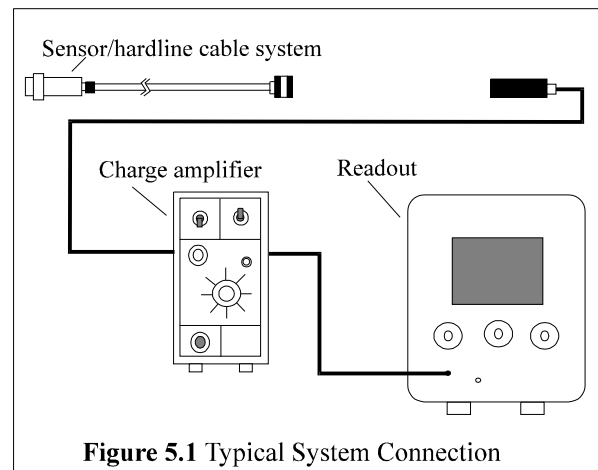 Sensor/hardline cable system
Charge amplifier
Readout
Figure 5.1 Typical System Connection